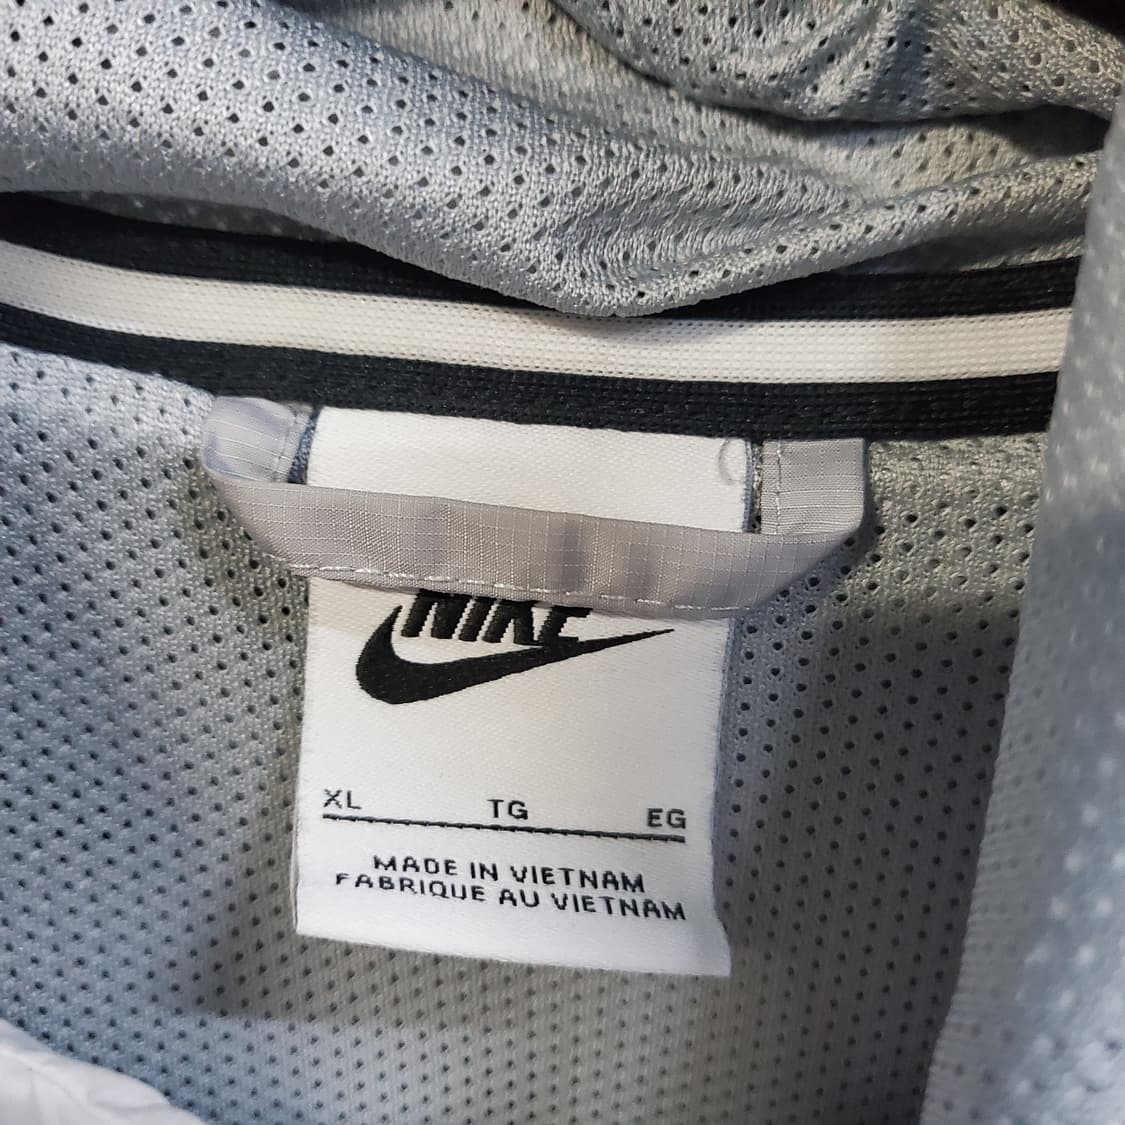 NIKE
XL TG EG
MADE IN VIETNAM
FABRIQUE AU VIETNAM